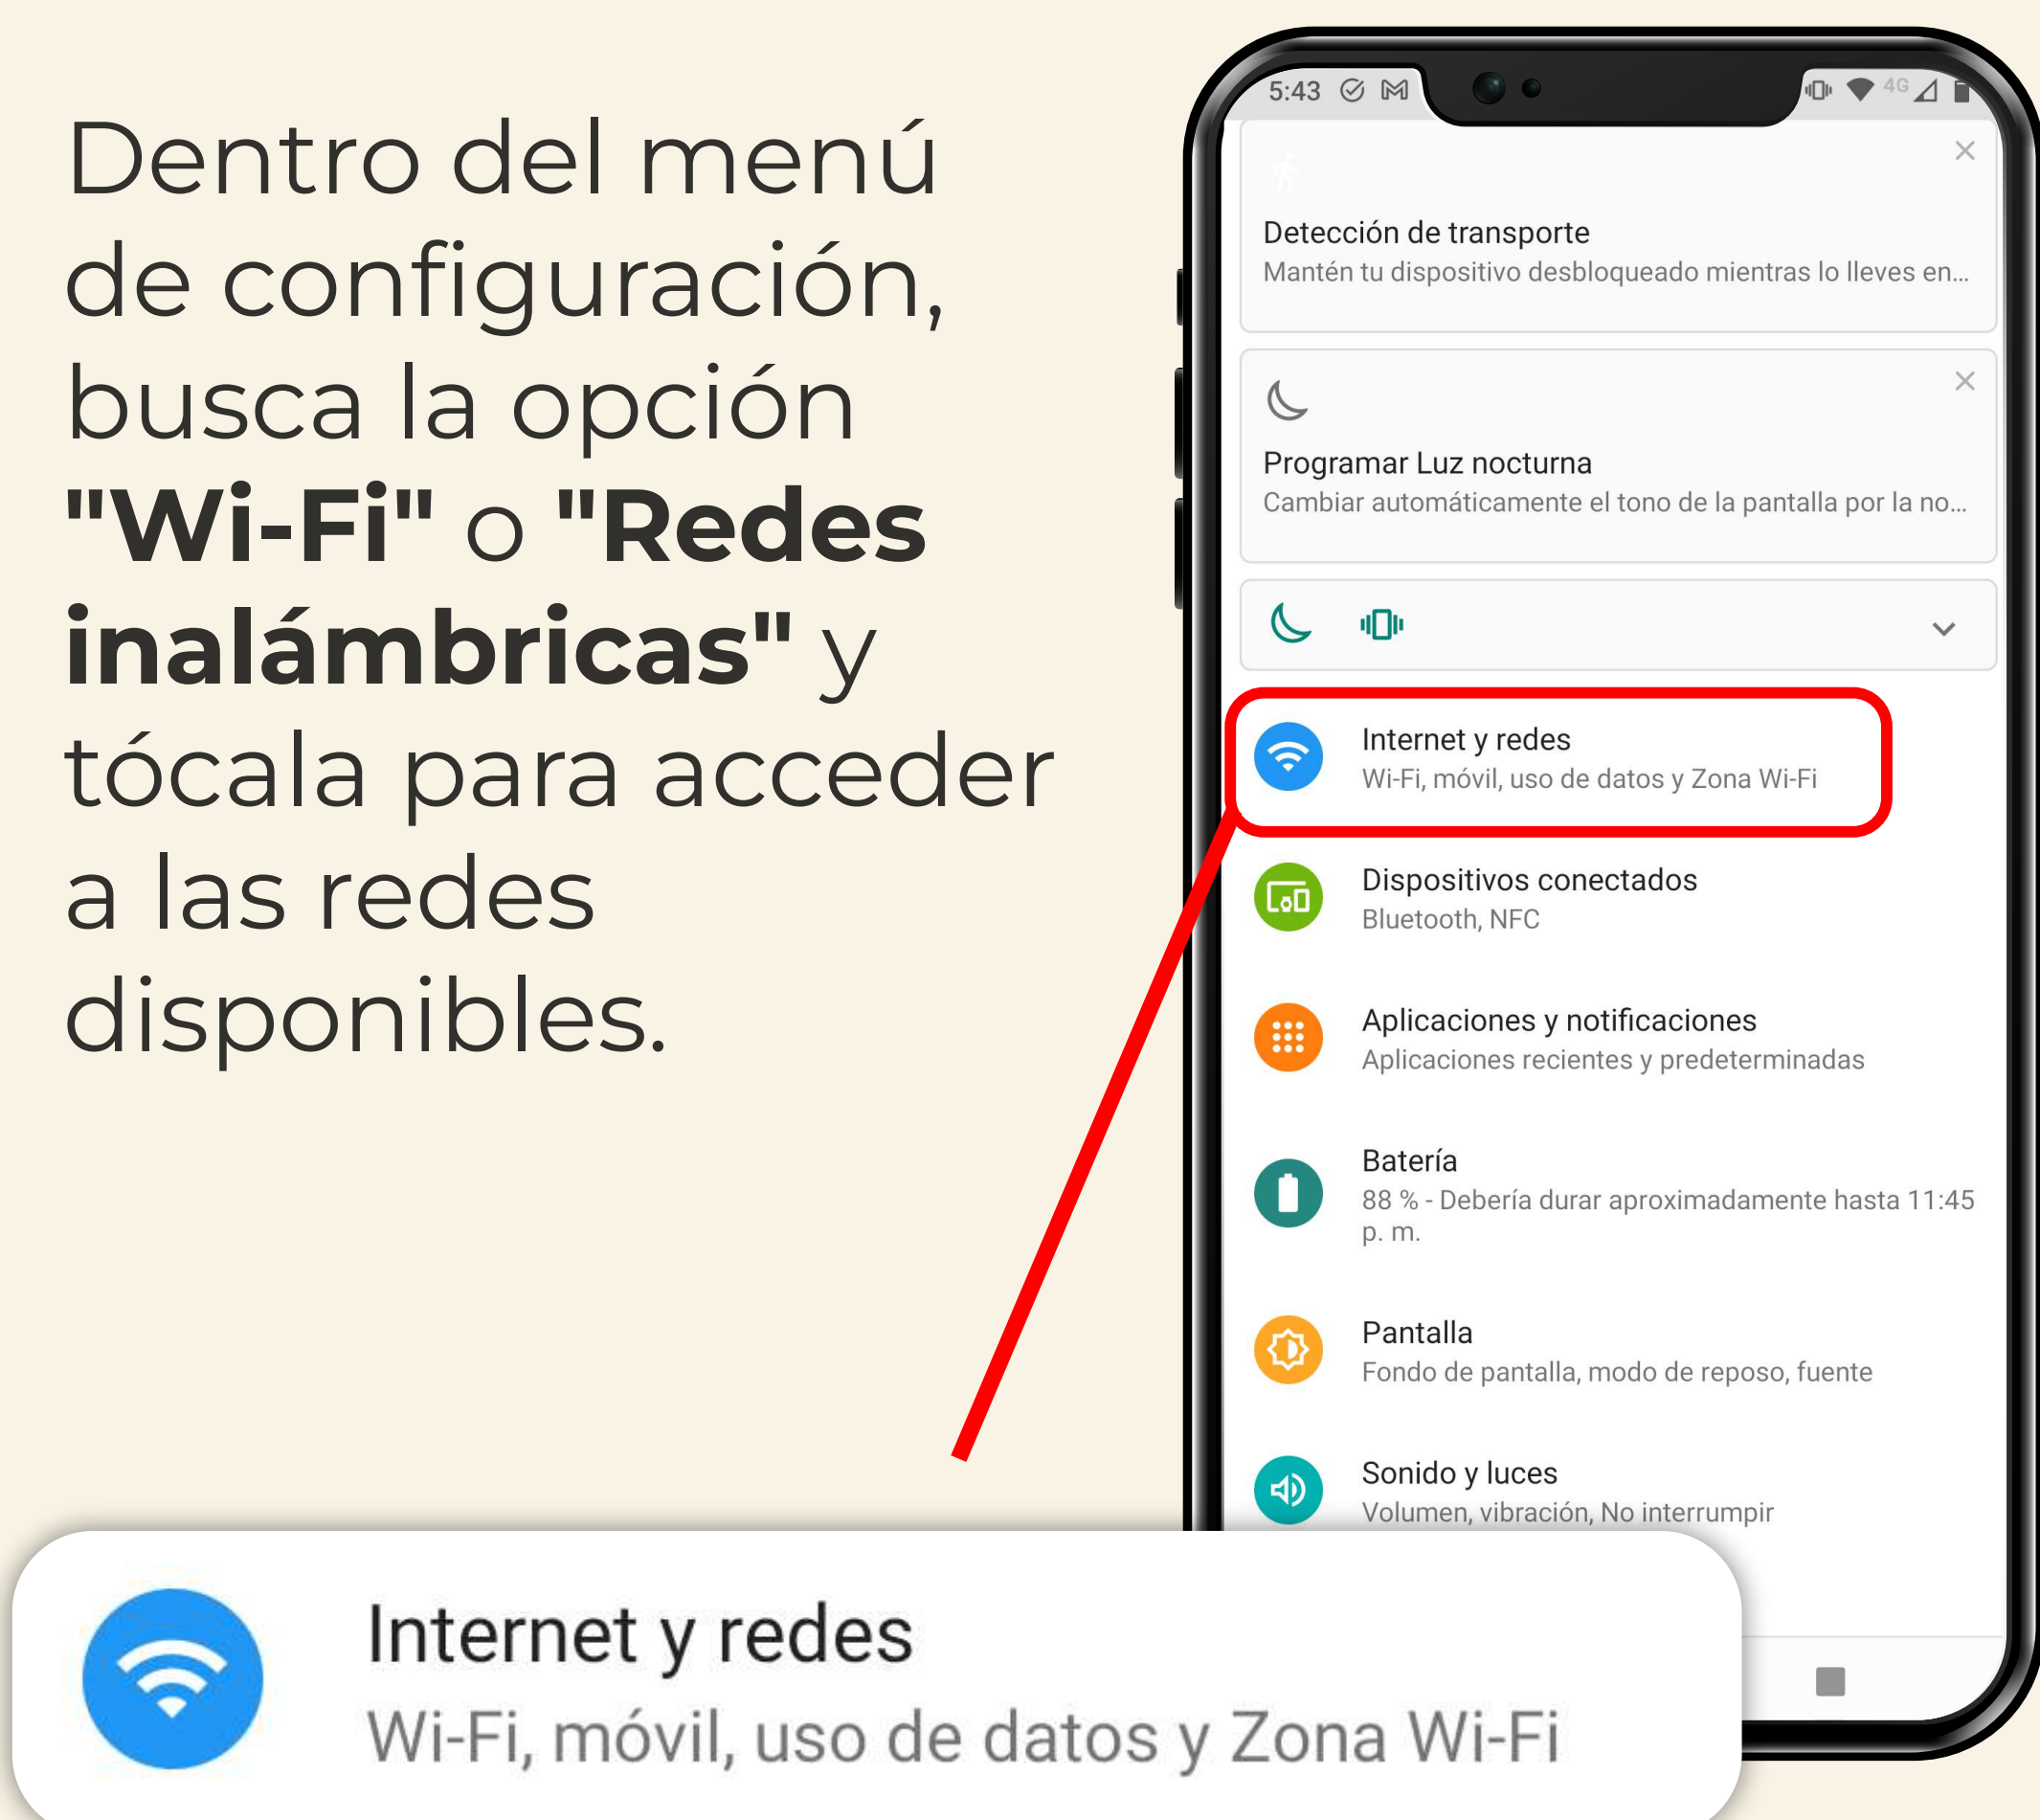 Dentro del menú
de configuración,
busca la opción
"Wi-Fi" o "Redes
inalámbricas" y
tócala para acceder
a las redes
disponibles.
5:43
4G
Detección de transporte
Mantén tu dispositivo desbloqueado mientras lo lleves en...
Programar Luz nocturna
Cambiar automáticamente el tono de la pantalla por la no...
Internet y redes
Wi-Fi, móvil, uso de datos y Zona Wi-Fi
Dispositivos conectados
Bluetooth, NFC
Aplicaciones y notificaciones
Aplicaciones recientes y predeterminadas
Batería
88 % - Debería durar aproximadamente hasta 11:45
p. m.
Pantalla
Fondo de pantalla, modo de reposo, fuente
Sonido y luces
Volumen, vibración, No interrumpir
Internet y redes
Wi-Fi, móvil, uso de datos y Zona Wi-Fi